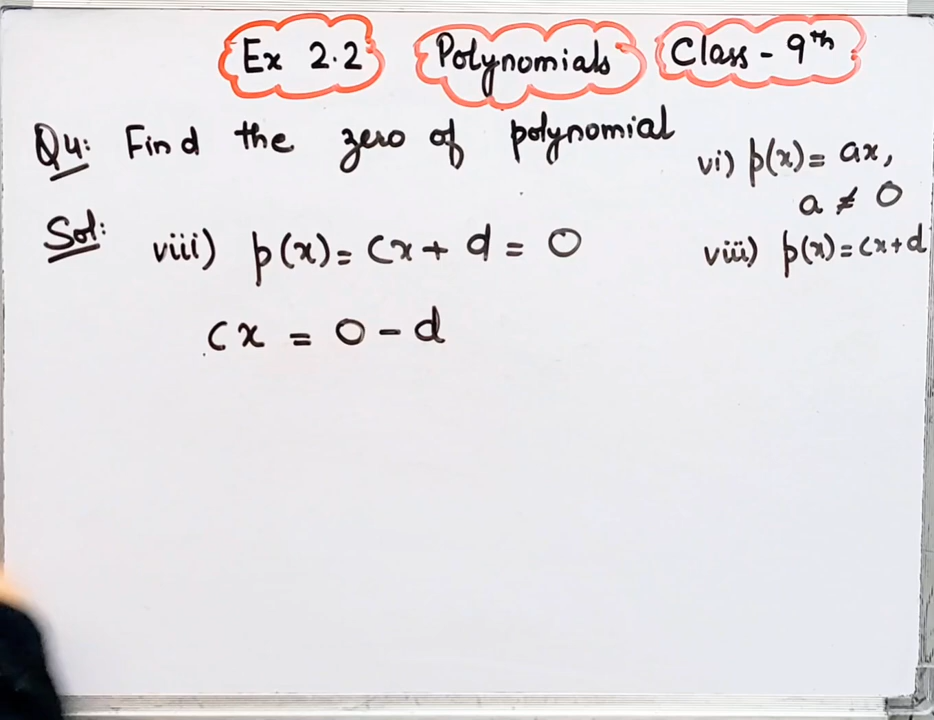 Ex 2.2 Polynomials Class - 9th
Q4: Find the zero of polynomial
vi) p(x) = ax,
a ≠ 0
Sol: viii) p(x) = cx + d = 0
viii) p(x) = cx + d
cx = 0 - d